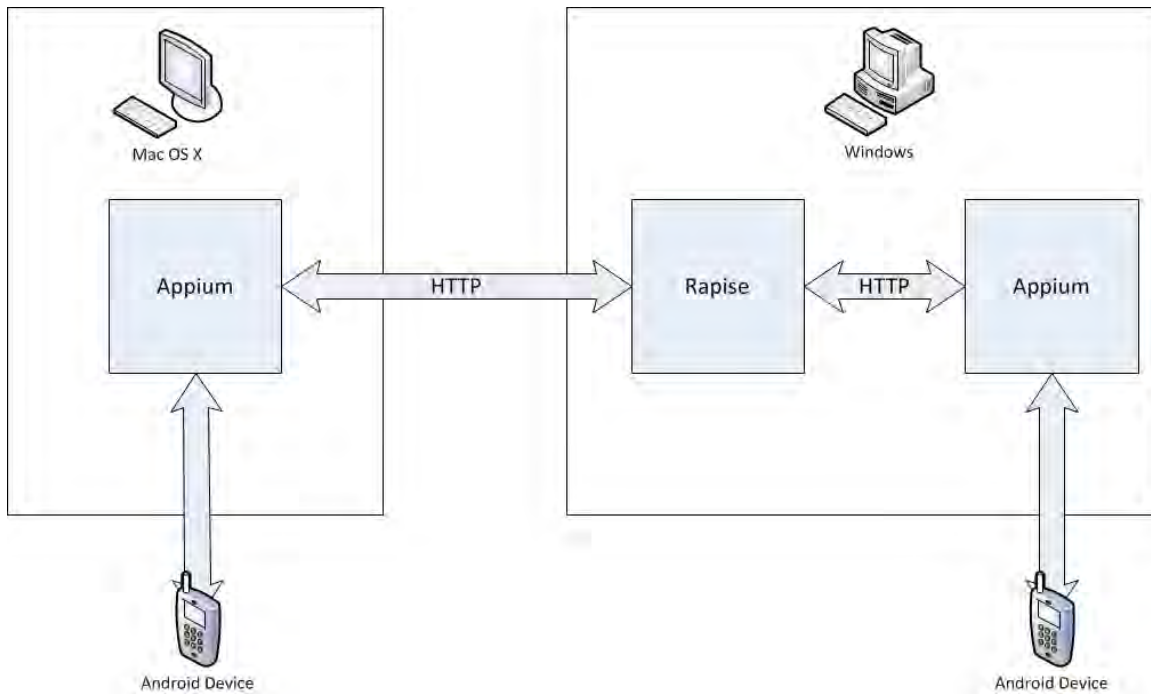 Mac OS X
Windows
Appium
HTTP
Rapise
HTTP
Appium
Android Device
Android Device